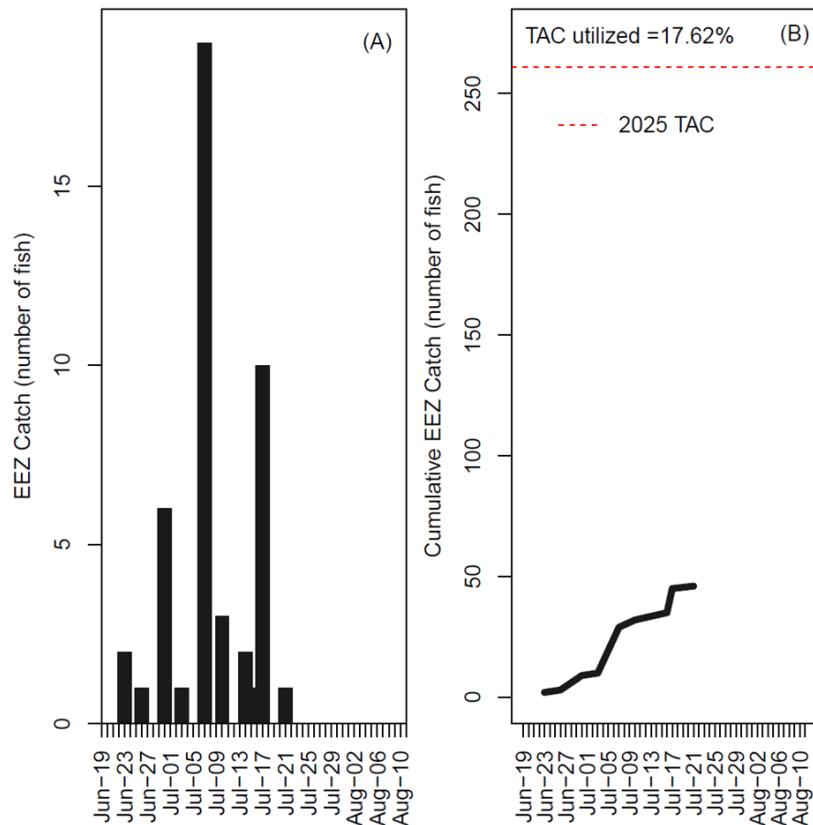 (A)
EEZ Catch (number of fish)
15
10
5
0
Jun−19
Jun−23
Jun−27
Jul−01
Jul−05
Jul−09
Jul−13
Jul−17
Jul−21
Jul−25
Jul−29
Aug−02
Aug−06
Aug−10
TAC utilized =17.62%
(B)
2025 TAC
Cumulative EEZ Catch (number of fish)
250
200
150
100
50
0
Jun−19
Jun−23
Jun−27
Jul−01
Jul−05
Jul−09
Jul−13
Jul−17
Jul−21
Jul−25
Jul−29
Aug−02
Aug−06
Aug−10